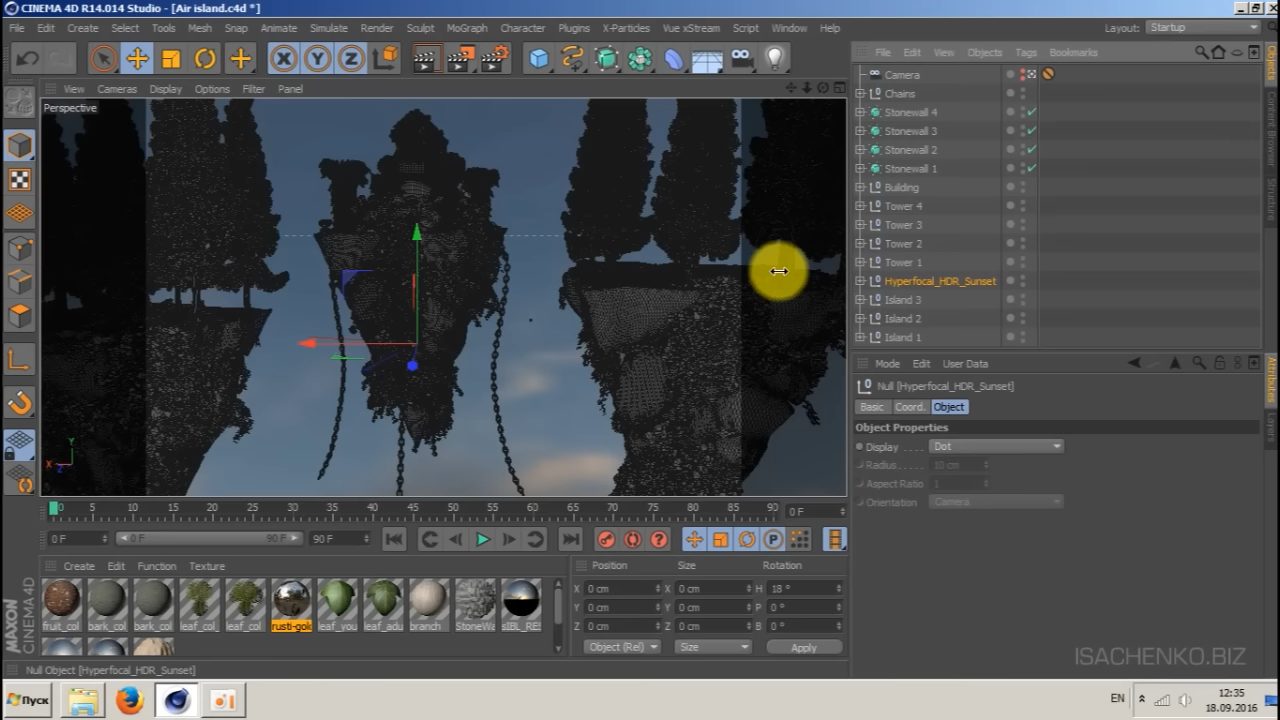 CINEMA 4D R14.014 Studio - [Air island.c4d *]
File Edit Create Select Tools Mesh Snap Animate Simulate Render Sculpt MoGraph Character Plugins X-Particles Vue xStream Script Window Help Layout: Startup
File Edit View Objects Tags Bookmarks
View Cameras Display Options Filter Panel
Perspective
Camera
Chains
Stonewall 4
Stonewall 3
Stonewall 2
Stonewall 1
Building
Tower 4
Tower 3
Tower 2
Tower 1
Hyperfocal_HDR_Sunset
Island 3
Island 2
Island 1
Objects
Content Browser
Structure
Mode Edit User Data
Null [Hyperfocal_HDR_Sunset]
Basic Coord. Object
Object Properties
Display Dot
Radius 10 cm
Aspect Ratio 1
Orientation Camera
Attributes
Layers
Y
X Z
0 5 10 15 20 25 30 35 40 45 50 55 60 65 70 75 80 85 90 0 F
0 F 0 F 90 F 90 F
Create Edit Function Texture
fruit_col bark_col bark_col leaf_col leaf_col rusti-gold leaf_you leaf_adu branch StoneWa sIBL_RE
Position Size Rotation
X 0 cm X 0 cm H 18 °
Y 0 cm Y 0 cm P 0 °
Z 0 cm Z 0 cm B 0 °
Object (Rel) Size Apply
MAXON CINEMA 4D
Null Object [Hyperfocal_HDR_Sunset]
ISACHENKO.BIZ
Пуск EN 12:35
18.09.2016